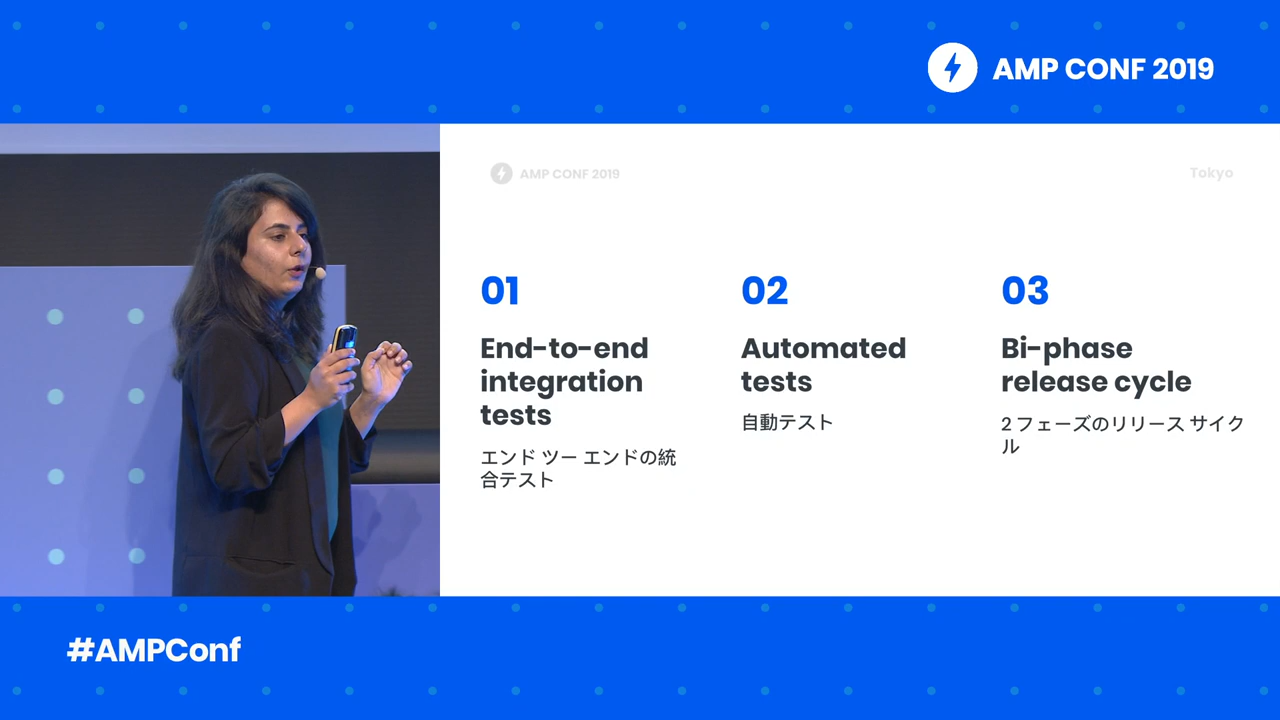 AMP CONF 2019
AMP CONF 2019
Tokyo
01
End-to-end
integration
tests
エンド ツー エンドの統
合テスト
02
Automated
tests
自動テスト
03
Bi-phase
release cycle
2 フェーズのリリース サイク
ル
#AMPConf